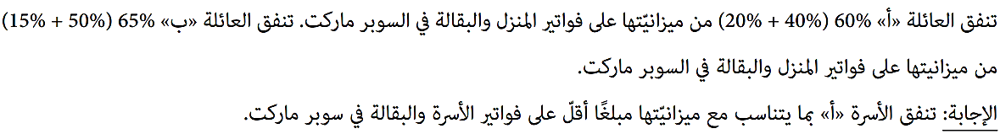 تنفق العائلة «أ» 60% (40% + 20%) من ميزانيّتها على فواتير المنزل والبقالة في السوبر ماركت. تنفق العائلة «ب» 65% (50% + 15%)
من ميزانيتها على فواتير المنزل والبقالة في السوبر ماركت.
الإجابة: تنفق الأسرة «أ» بما يتناسب مع ميزانيّتها مبلغًا أقلّ على فواتير الأسرة والبقالة في سوبر ماركت.